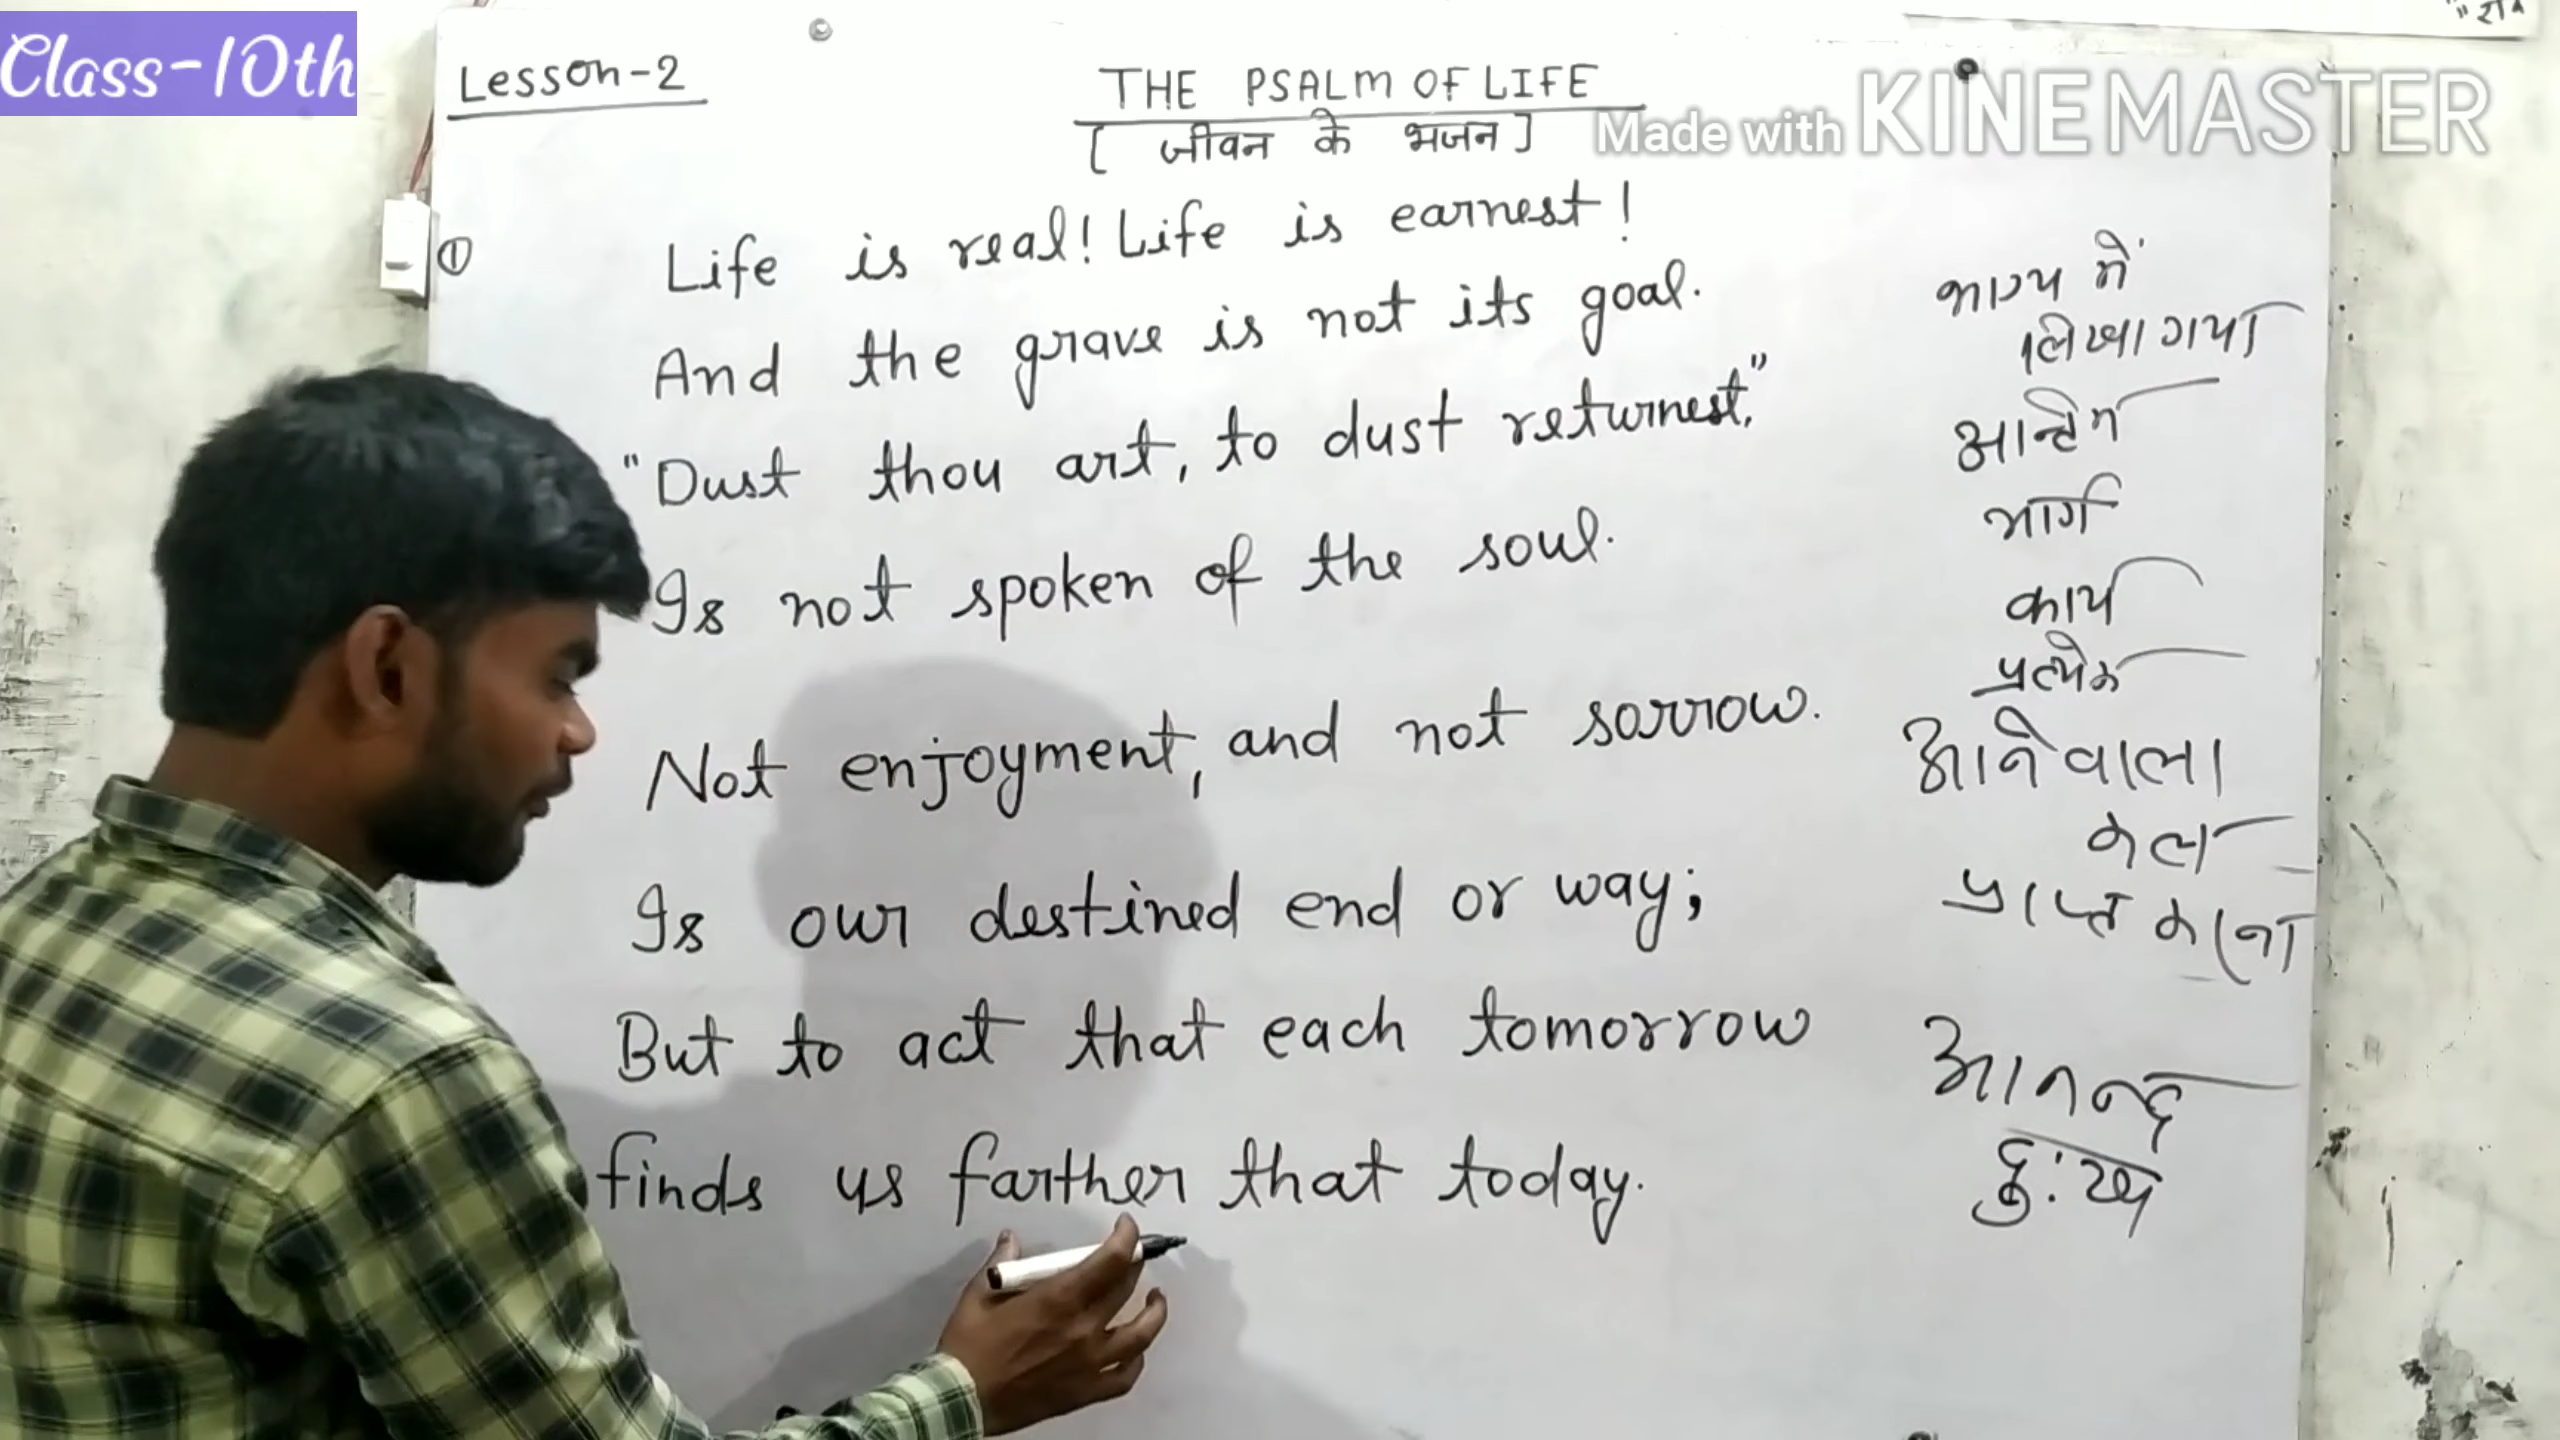 Class-10th
Lesson-2
THE PSALM OF LIFE
[ जीवन के भजन ]
Made with KINEMASTER
①
Life is real! Life is earnest!
And the grave is not its goal.
"Dust thou art, to dust returnest,"
Is not spoken of the soul.
Not enjoyment, and not sorrow.
Is our destined end or way;
But to act that each tomorrow
finds us farther that today.
भाग्य में
लिखा गया
अन्तिम
मार्ग
कार्य
प्रत्येक
आने वाला
कल
प्राप्त करना
आनन्द
दुःख